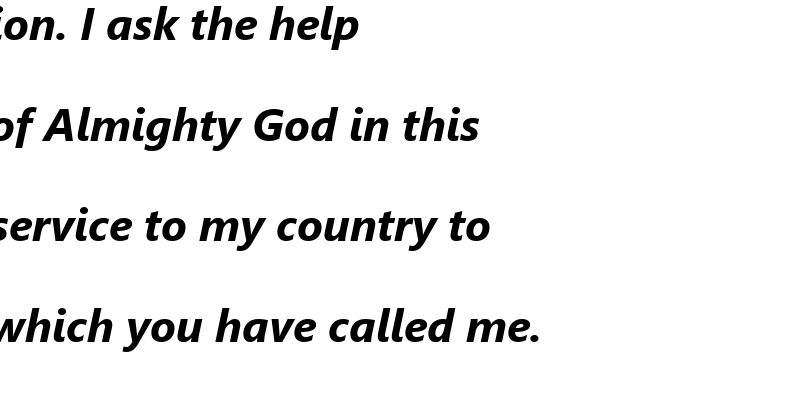 ion. I ask the help
of Almighty God in this
service to my country to
which you have called me.